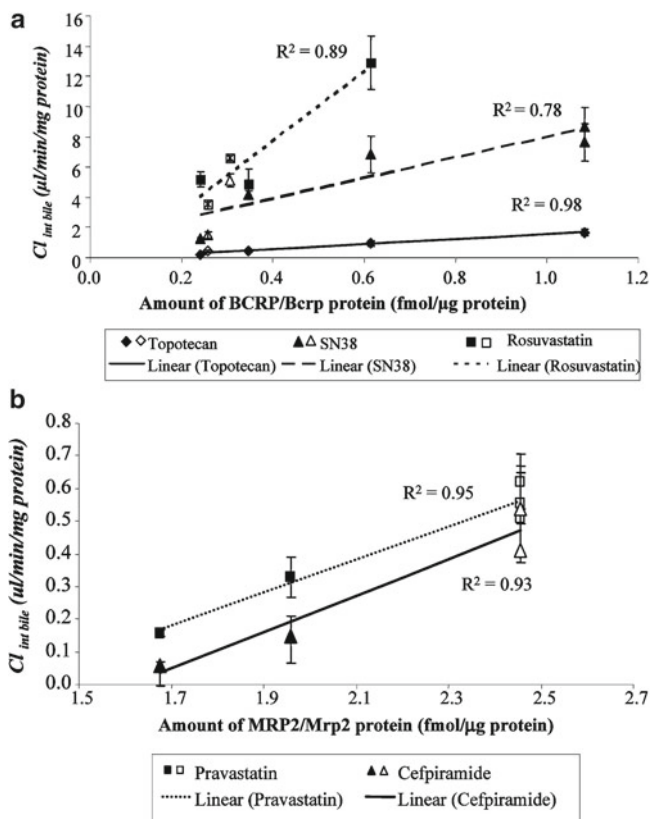 a
16
14
12
10
8
6
4
2
0
Cl int bile (µl/min/mg protein)
R² = 0.89
R² = 0.78
R² = 0.98
0.0 0.2 0.4 0.6 0.8 1.0 1.2
Amount of BCRP/Bcrp protein (fmol/µg protein)
Topotecan SN38 Rosuvastatin
Linear (Topotecan) Linear (SN38) Linear (Rosuvastatin)
b
0.8
0.7
0.6
0.5
0.4
0.3
0.2
0.1
0.0
Cl int bile (ul/min/mg protein)
R² = 0.95
R² = 0.93
1.5 1.7 1.9 2.1 2.3 2.5 2.7
Amount of MRP2/Mrp2 protein (fmol/µg protein)
Pravastatin Cefpiramide
Linear (Pravastatin) Linear (Cefpiramide)